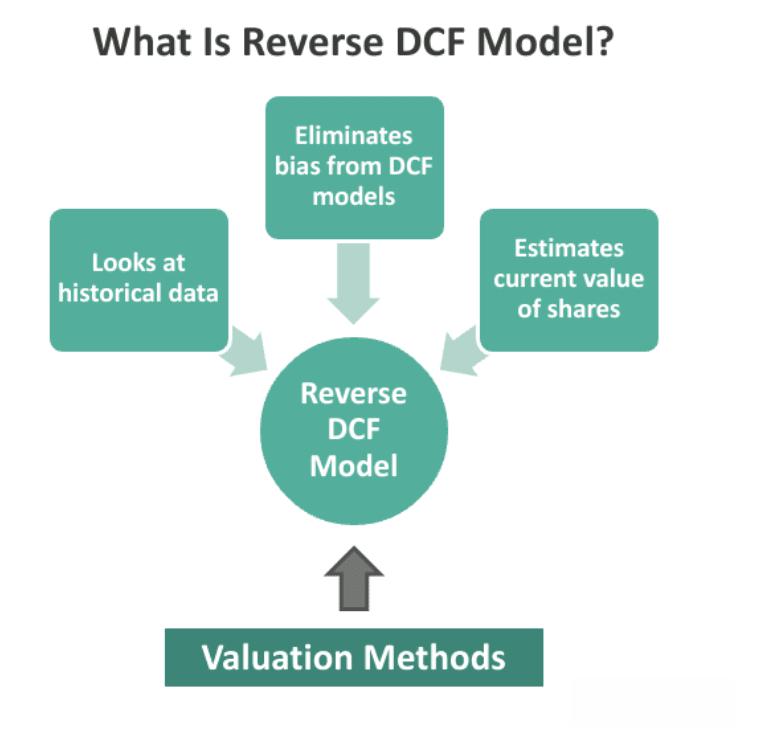 What Is Reverse DCF Model?
Eliminates
bias from DCF
models
Looks at
historical data
Estimates
current value
of shares
Reverse
DCF
Model
Valuation Methods